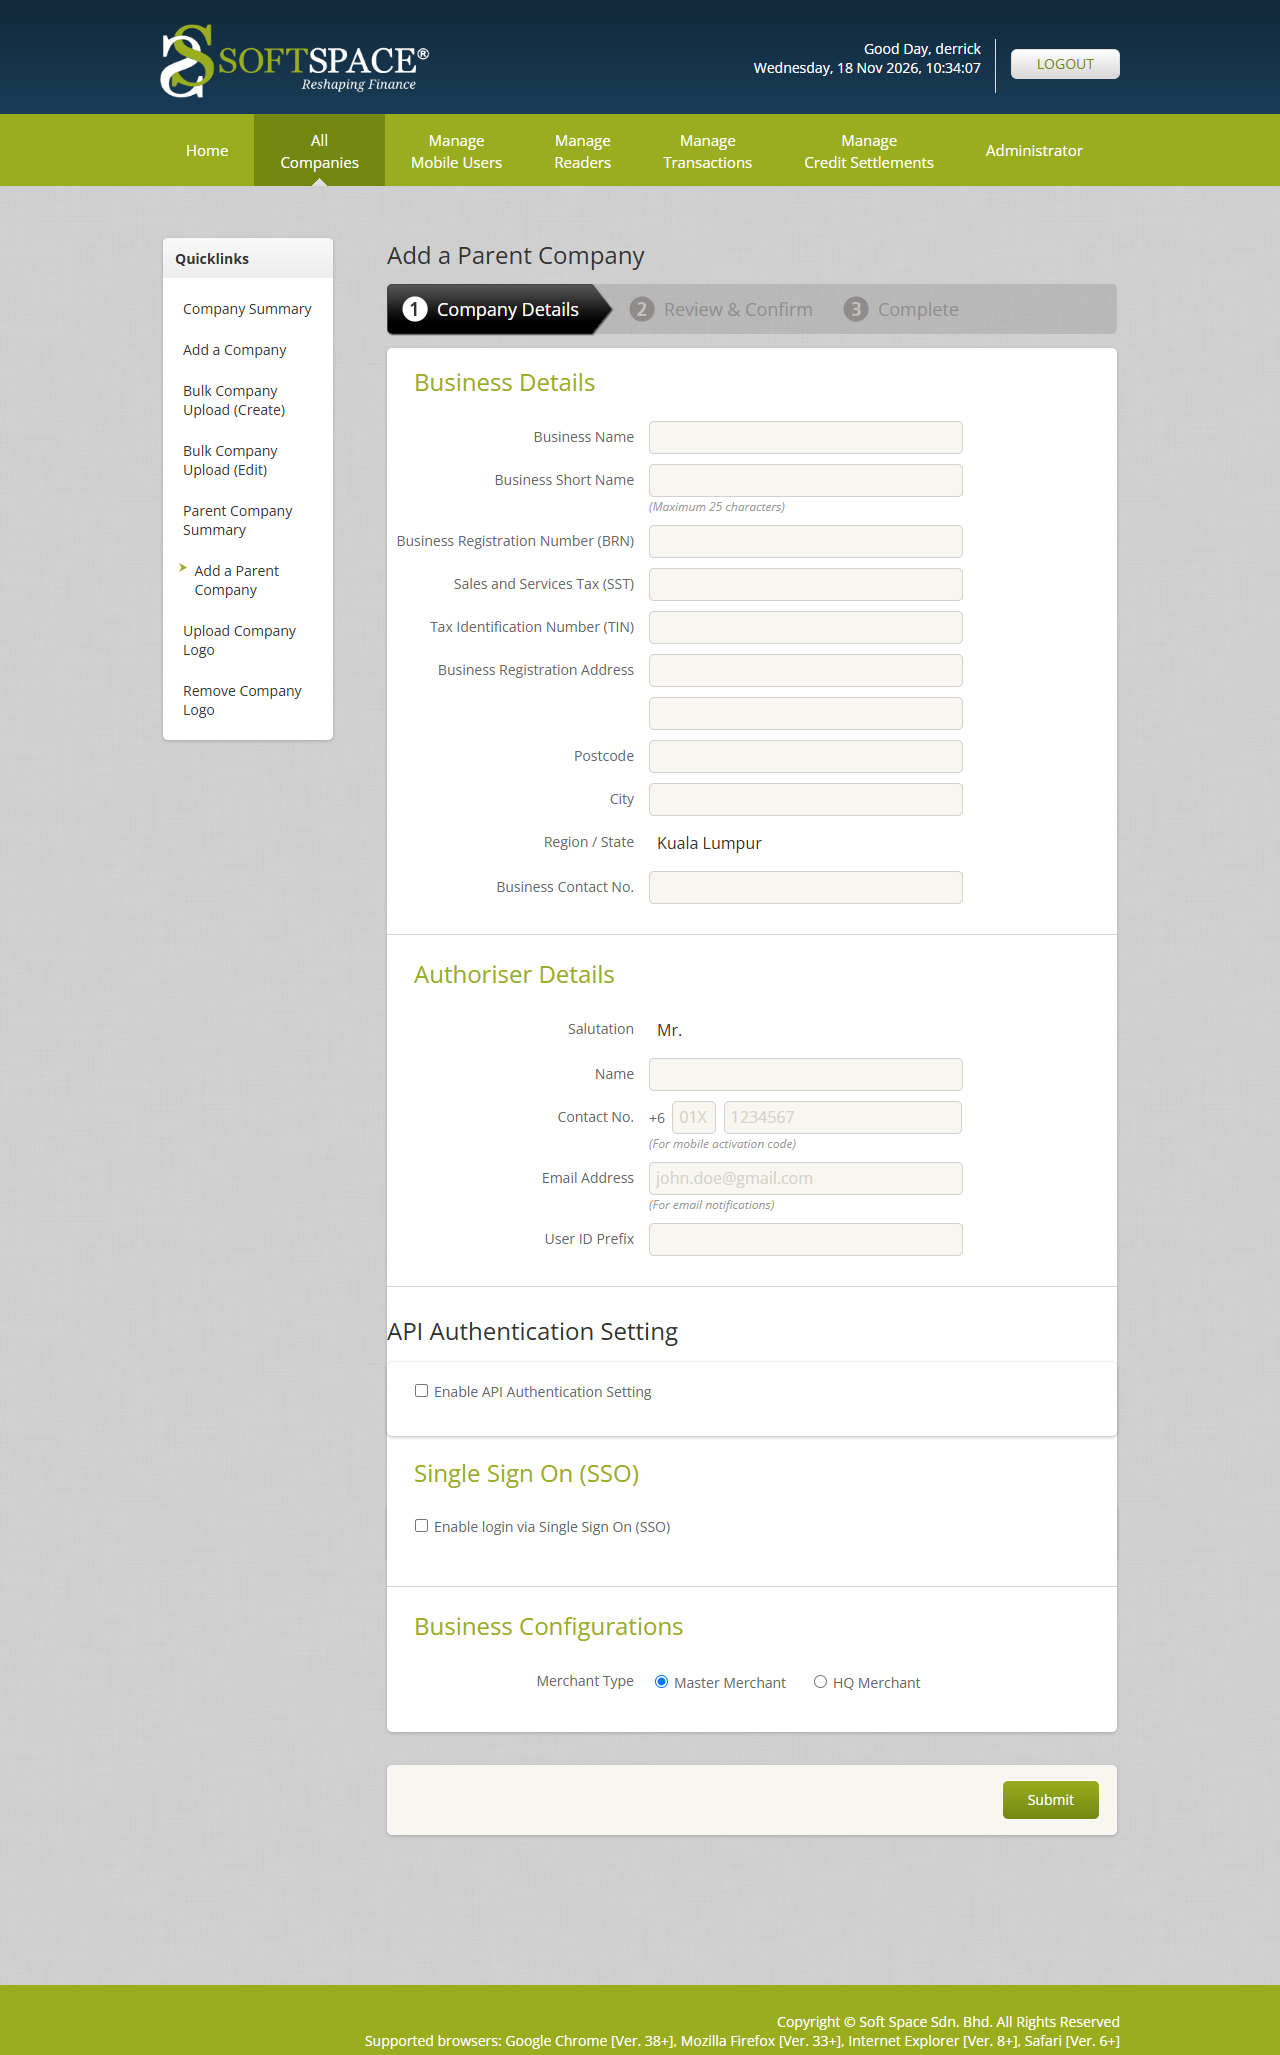 SOFTSPACE®
Reshaping Finance
Good Day, derrick
Wednesday, 18 Nov 2026, 10:34:07
LOGOUT
Home
All
Companies
Manage
Mobile Users
Manage
Readers
Manage
Transactions
Manage
Credit Settlements
Administrator
Quicklinks
Company Summary
Add a Company
Bulk Company
Upload (Create)
Bulk Company
Upload (Edit)
Parent Company
Summary
Add a Parent
Company
Upload Company
Logo
Remove Company
Logo
Add a Parent Company
1 Company Details
2 Review & Confirm
3 Complete
Business Details
Business Name
Business Short Name
(Maximum 25 characters)
Business Registration Number (BRN)
Sales and Services Tax (SST)
Tax Identification Number (TIN)
Business Registration Address
Postcode
City
Region / State Kuala Lumpur
Business Contact No.
Authoriser Details
Salutation Mr.
Name
Contact No. +6 01X 1234567
(For mobile activation code)
Email Address john.doe@gmail.com
(For email notifications)
User ID Prefix
API Authentication Setting
Enable API Authentication Setting
Single Sign On (SSO)
Enable login via Single Sign On (SSO)
Business Configurations
Merchant Type Master Merchant HQ Merchant
Submit
Copyright © Soft Space Sdn. Bhd. All Rights Reserved
Supported browsers: Google Chrome [Ver. 38+], Mozilla Firefox [Ver. 33+], Internet Explorer [Ver. 8+], Safari [Ver. 6+]